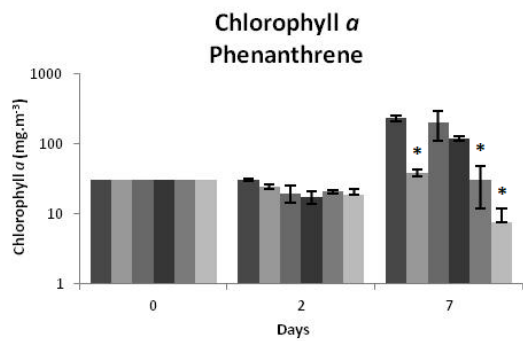 Chlorophyll a
Phenanthrene
Chlorophyll a (mg.m-³)
1000
100
10
1
* * *
0 2 7
Days